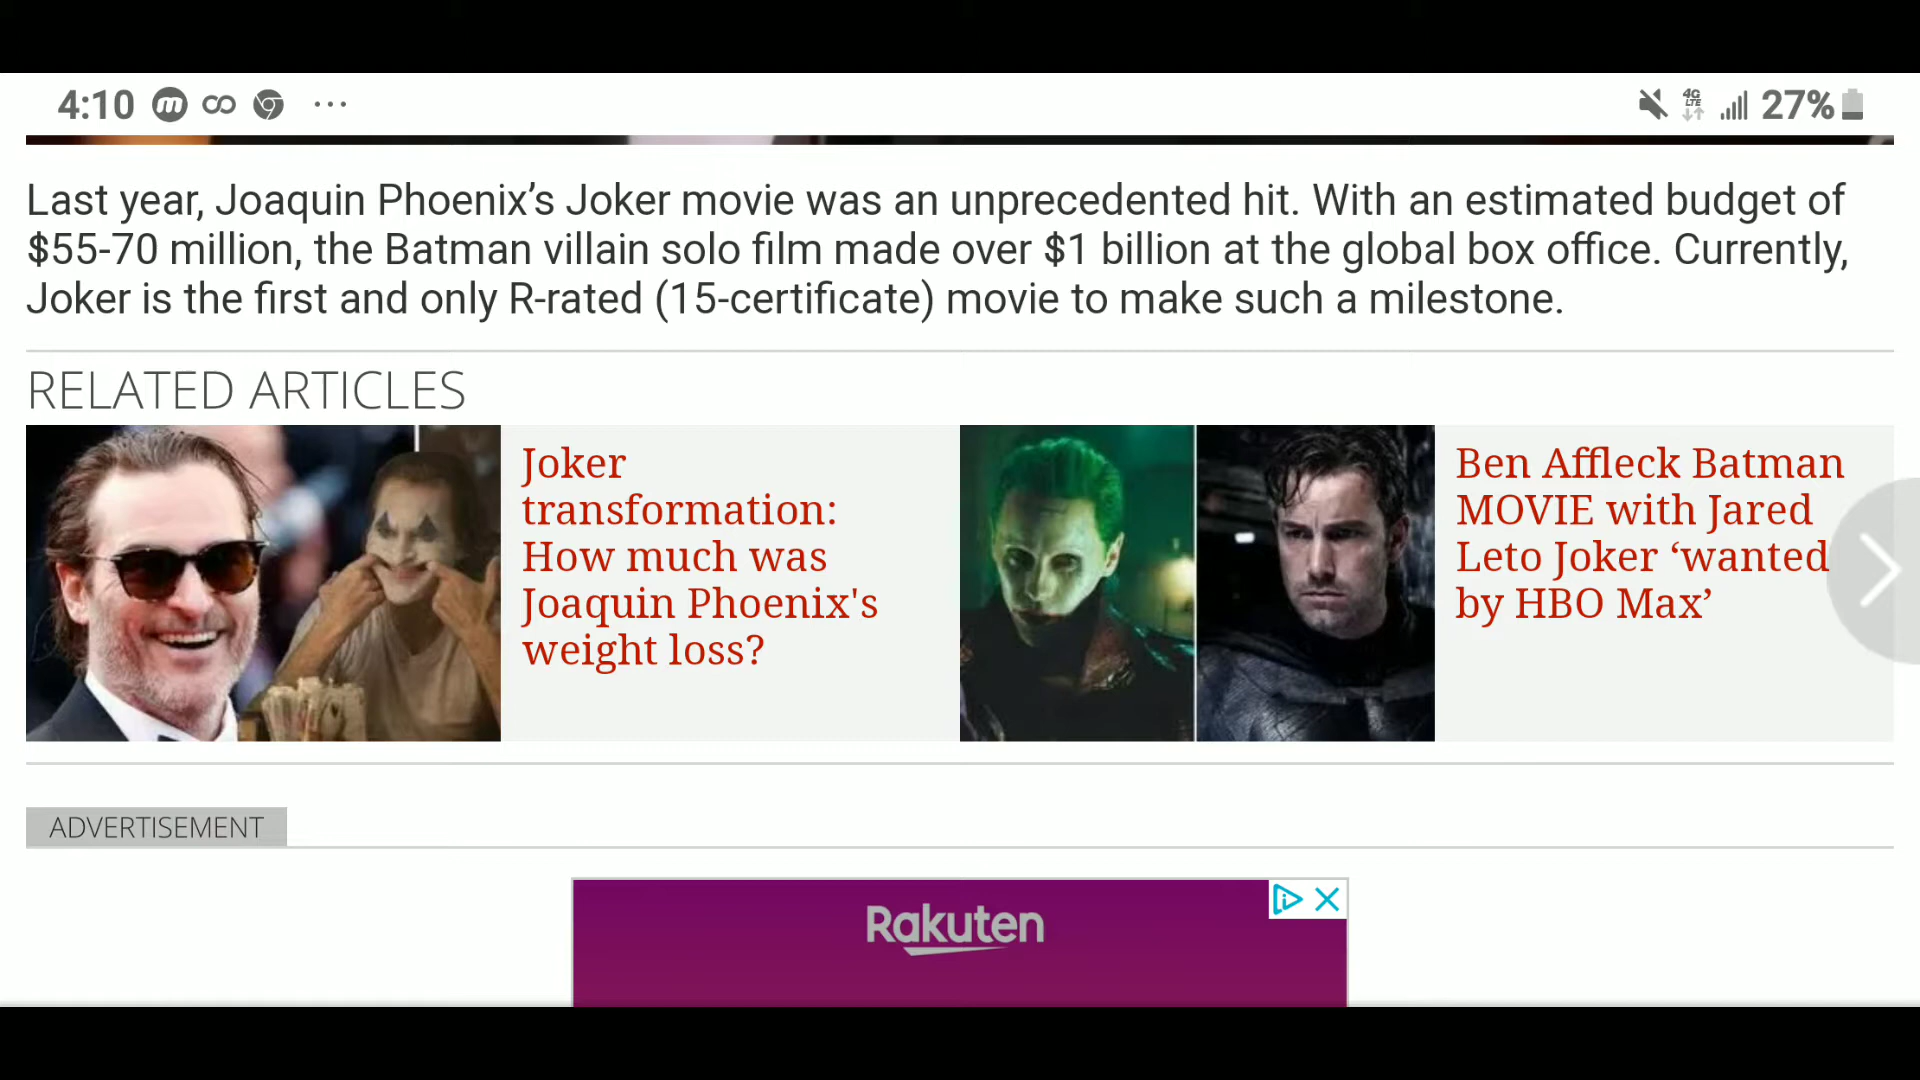 4:10 27%
4G
LTE
Last year, Joaquin Phoenix’s Joker movie was an unprecedented hit. With an estimated budget of
$55-70 million, the Batman villain solo film made over $1 billion at the global box office. Currently,
Joker is the first and only R-rated (15-certificate) movie to make such a milestone.
RELATED ARTICLES
Joker
transformation:
How much was
Joaquin Phoenix's
weight loss?
Ben Affleck Batman
MOVIE with Jared
Leto Joker ‘wanted
by HBO Max’
ADVERTISEMENT
Rakuten